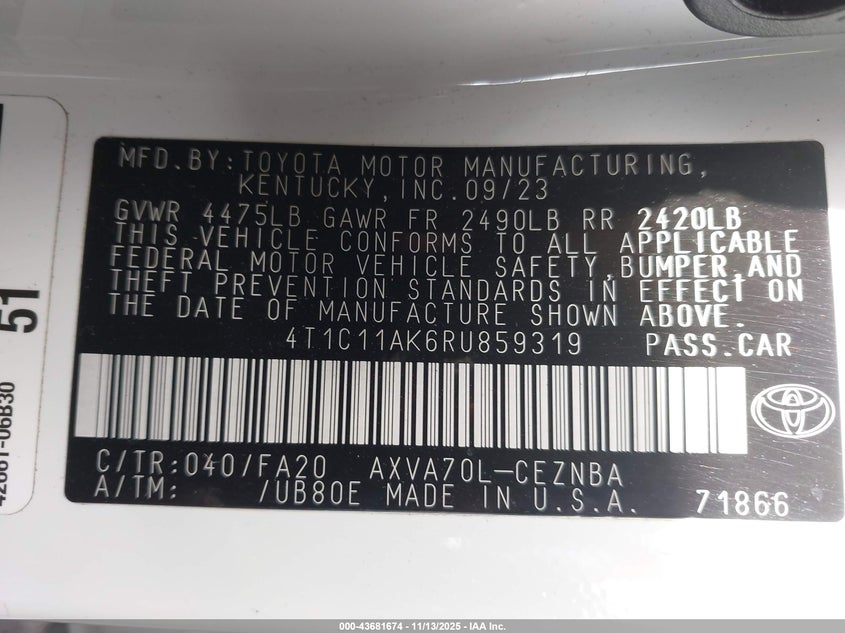 MFD.BY:TOYOTA MOTOR MANUFACTURING,
KENTUCKY,INC.09/23
GVWR 4475LB GAWR FR 2490LB RR 2420LB
THIS VEHICLE CONFORMS TO ALL APPLICABLE
FEDERAL MOTOR VEHICLE SAFETY,BUMPER,AND
THEFT PREVENTION STANDARDS IN EFFECT ON
THE DATE OF MANUFACTURE SHOWN ABOVE.
4T1C11AK6RU859319 PASS.CAR
C/TR:040/FA20 AXVA70L-CEZNBA
A/TM: /UB80E MADE IN U.S.A. 71866
51
42661-06B30
000-43681674 - 11/13/2025 - IAA Inc.